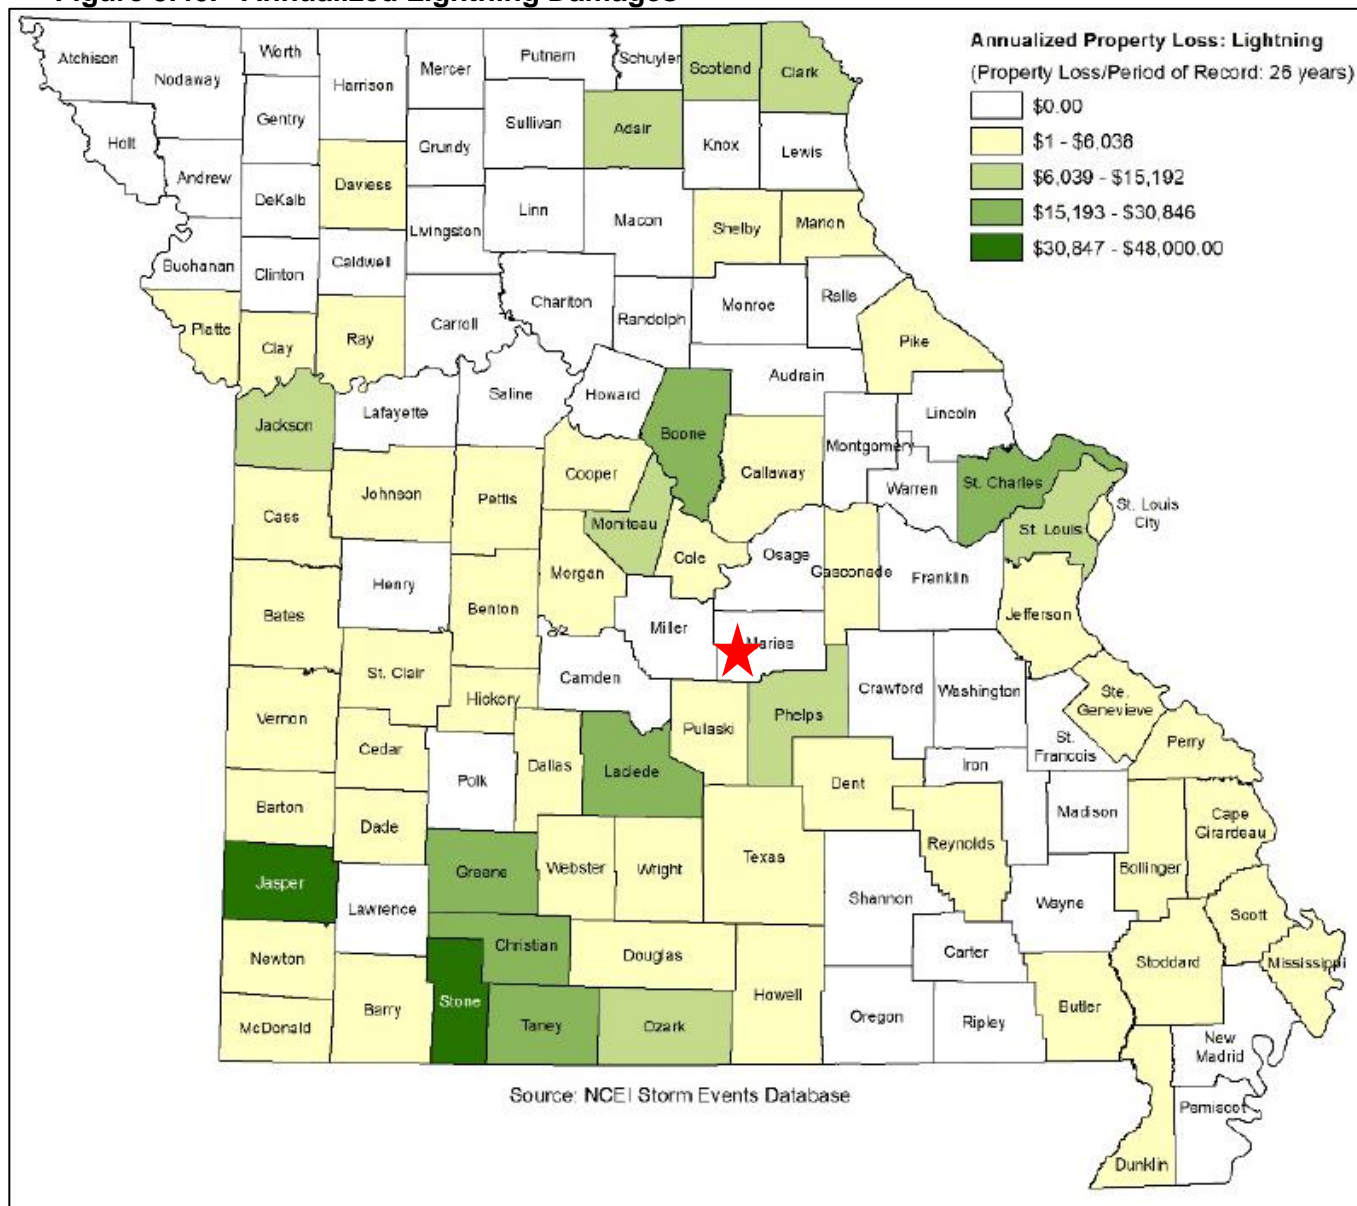 Figure 3.46. Annualized Lightning Damages
Annualized Property Loss: Lightning
(Property Loss/Period of Record: 26 years)
$0.00
$1 - $6,038
$6,039 - $15,192
$15,193 - $30,846
$30,847 - $48,000.00
Atchison
Nodaway
Worth
Harrison
Mercer
Putnam
Schuyler
Scotland
Clark
Holt
Gentry
Sullivan
Adair
Knox
Lewis
Grundy
Andrew
DeKalb
Daviess
Livingston
Linn
Macon
Shelby
Marion
Buchanan
Clinton
Caldwell
Chariton
Randolph
Monroe
Ralls
Platte
Clay
Ray
Carroll
Pike
Audrain
Jackson
Lafayette
Saline
Howard
Boone
Callaway
Montgomery
Lincoln
Warren
St. Charles
St. Louis
St. Louis
City
Cass
Johnson
Pettis
Cooper
Moniteau
Cole
Osage
Gasconade
Franklin
Jefferson
Henry
Morgan
Benton
Bates
Miller
Maries
St. Clair
Camden
Crawford
Washington
Ste.
Genevieve
Hickory
Vernon
Pulaski
Phelps
St.
Francois
Perry
Cedar
Polk
Dallas
Laclede
Dent
Iron
Madison
Barton
Dade
Cape
Girardeau
Reynolds
Bollinger
Jasper
Greene
Webster
Wright
Texas
Shannon
Wayne
Scott
Lawrence
Christian
Douglas
Carter
Stoddard
Mississippi
Newton
Stone
Howell
Butler
McDonald
Barry
Taney
Ozark
Oregon
Ripley
New
Madrid
Pemiscot
Dunklin
Source: NCEI Storm Events Database